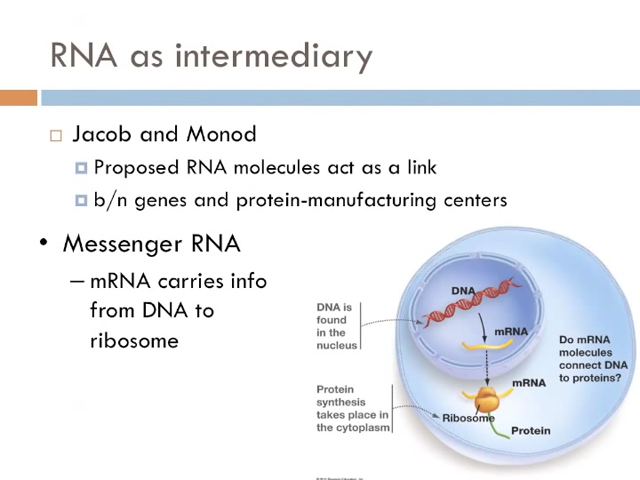 RNA as intermediary
Jacob and Monod
Proposed RNA molecules act as a link
b/n genes and protein-manufacturing centers
• Messenger RNA
– mRNA carries info
from DNA to
ribosome
DNA is
found
in the
nucleus
DNA
mRNA
Do mRNA
molecules
connect DNA
to proteins?
Protein
synthesis
takes place in
the cytoplasm
mRNA
Ribosome
Protein